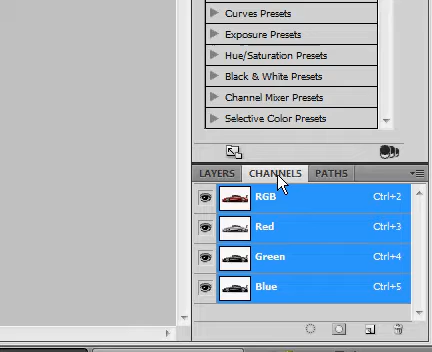 Curves Presets
Exposure Presets
Hue/Saturation Presets
Black & White Presets
Channel Mixer Presets
Selective Color Presets
LAYERS CHANNELS PATHS
RGB Ctrl+2
Red Ctrl+3
Green Ctrl+4
Blue Ctrl+5